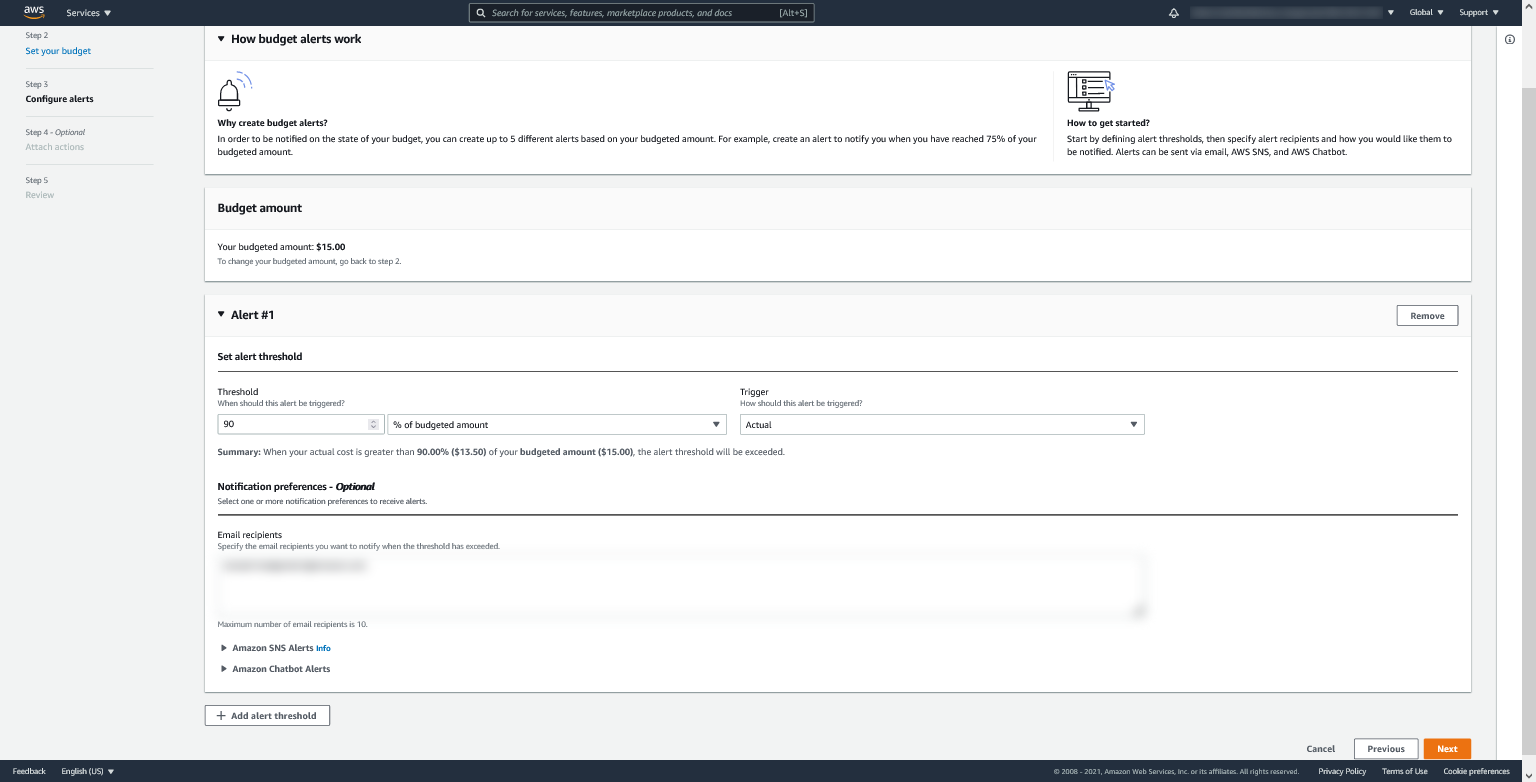 aws
Services
Search for services, features, marketplace products, and docs [Alt+S]
Global
Support
Step 2
Set your budget
Step 3
Configure alerts
Step 4 - Optional
Attach actions
Step 5
Review
How budget alerts work
Why create budget alerts?
In order to be notified on the state of your budget, you can create up to 5 different alerts based on your budgeted amount. For example, create an alert to notify you when you have reached 75% of your
budgeted amount.
How to get started?
Start by defining alert thresholds, then specify alert recipients and how you would like them to
be notified. Alerts can be sent via email, AWS SNS, and AWS Chatbot.
Budget amount
Your budgeted amount: $15.00
To change your budgeted amount, go back to step 2.
Alert #1
Remove
Set alert threshold
Threshold
When should this alert be triggered?
90
% of budgeted amount
Trigger
How should this alert be triggered?
Actual
Summary: When your actual cost is greater than 90.00% ($13.50) of your budgeted amount ($15.00), the alert threshold will be exceeded.
Notification preferences - Optional
Select one or more notification preferences to receive alerts.
Email recipients
Specify the email recipients you want to notify when the threshold has exceeded.
Maximum number of email recipients is 10.
Amazon SNS Alerts Info
Amazon Chatbot Alerts
Add alert threshold
Cancel
Previous
Next
Feedback
English (US)
© 2008 - 2021, Amazon Web Services, Inc. or its affiliates. All rights reserved.
Privacy Policy
Terms of Use
Cookie preferences